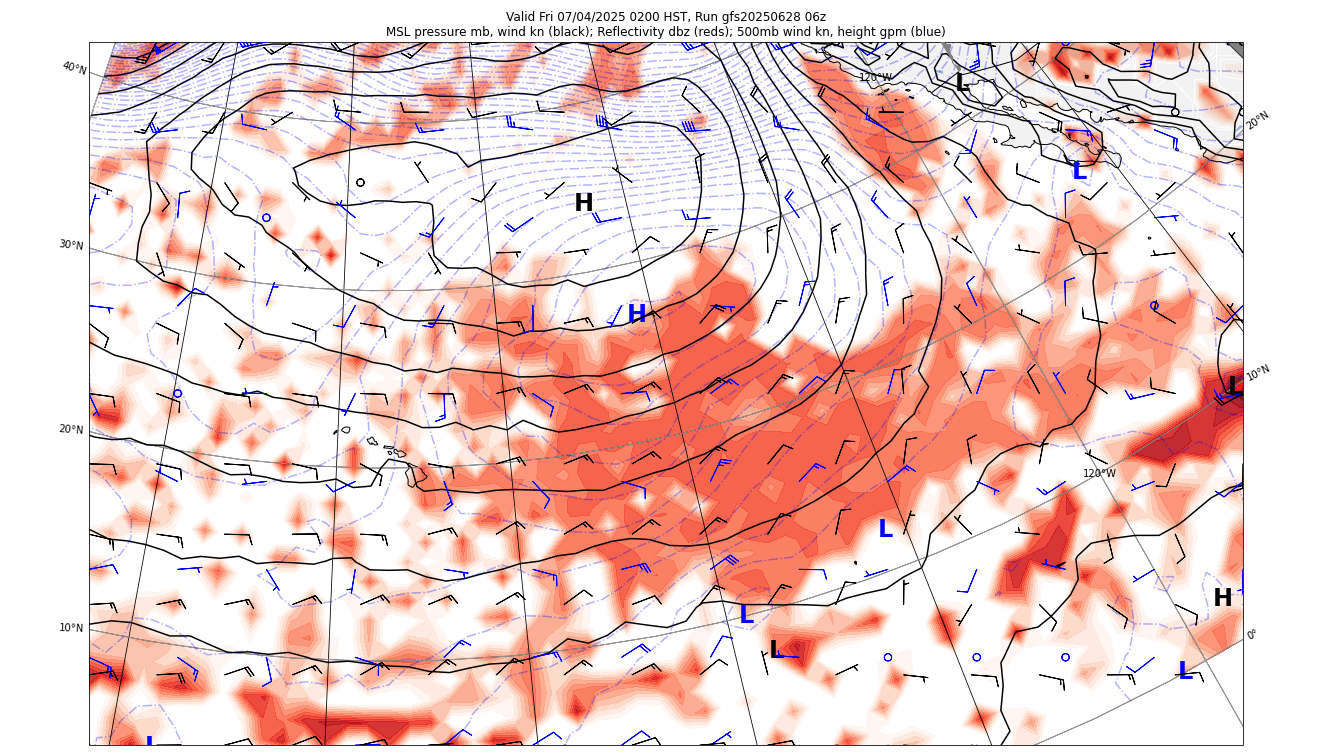 Valid Fri 07/04/2025 0200 HST, Run gfs20250628 06z
MSL pressure mb, wind kn (black); Reflectivity dbz (reds); 500mb wind kn, height gpm (blue)
40°N
120°W
L
20°N
L
H
30°N
H
10°N
L
20°N
120°W
L
H
L
10°N
0°
L
L
L